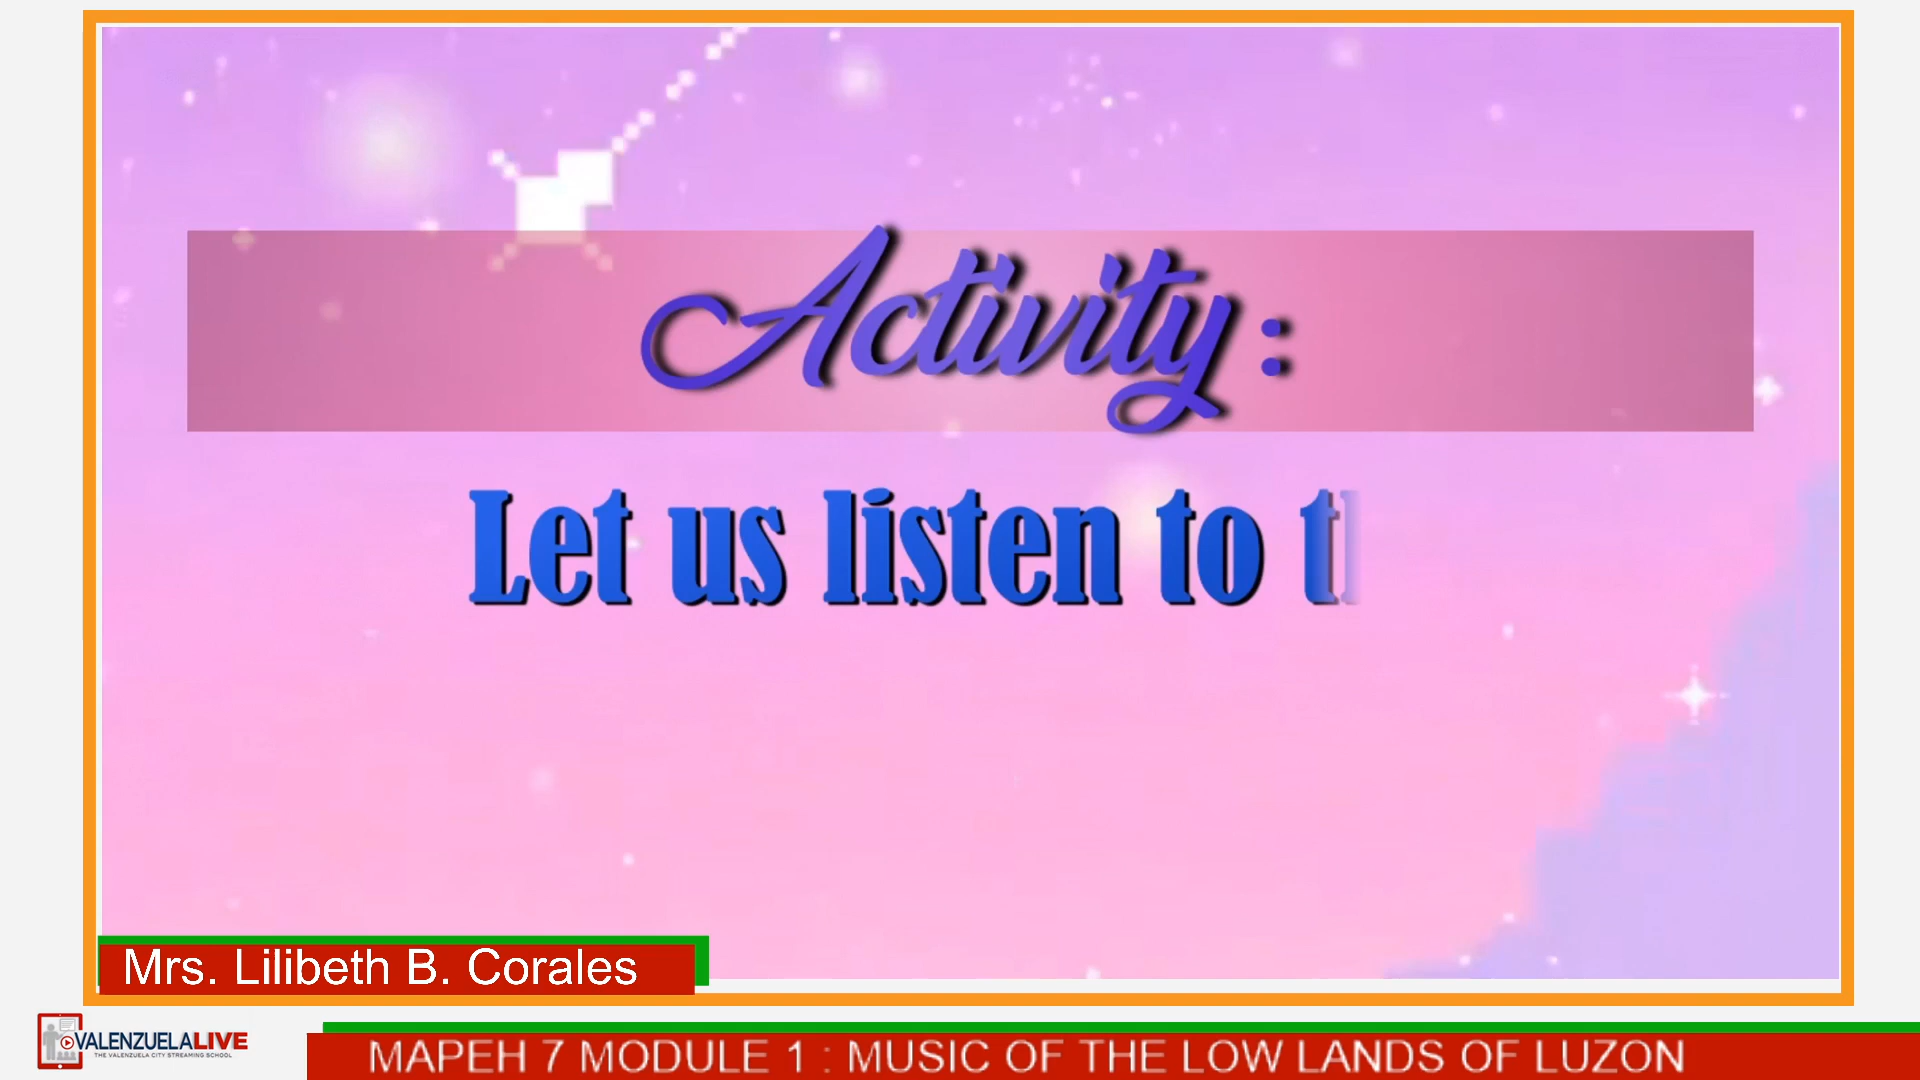 Activity :
Let us listen to
Mrs. Lilibeth B. Corales
VALENZUELALIVE
THE VALENZUELA CITY STREAMING SCHOOL
MAPEH 7 MODULE 1 : MUSIC OF THE LOW LANDS OF LUZON